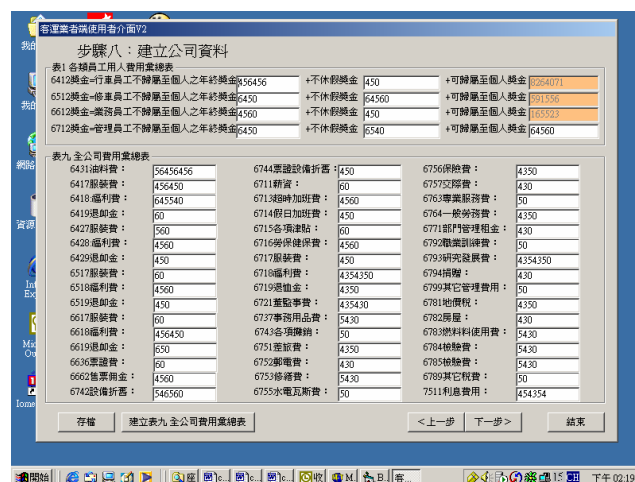 客運業者端使用者介面V2
步驟八：建立公司資料
表1 各類員工用人費用彙總表
6412獎金=行車員工不歸屬至個人之年終獎金 456456 +不休假獎金 450 +可歸屬至個人獎金 8264071
6512獎金=修車員工不歸屬至個人之年終獎金 6450 +不休假獎金 64560 +可歸屬至個人獎金 591556
6612獎金=業務員工不歸屬至個人之年終獎金 4560 +不休假獎金 450 +可歸屬至個人獎金 165523
6712獎金=管理員工不歸屬至個人之年終獎金 6450 +不休假獎金 6540 +可歸屬至個人獎金 64560
表九 全公司費用彙總表
6431油料費： 56456456 6744票證設備折舊： 450 6756保險費： 4350
6417服裝費： 456450 6711薪資： 60 6757交際費： 430
6418福利費： 645540 6713超時加班費： 4560 6763專業服務費： 50
6419退卹金： 60 6714假日加班費： 450 6764一般勞務費： 4350
6427服裝費： 560 6715各項津貼： 60 6771部門管理租金： 430
6428福利費： 4560 6716勞保健保費： 4560 6792職業訓練費： 50
6429退卹金： 450 6717服裝費： 450 6793研究發展費： 4354350
6517服裝費： 60 6718福利費： 4354350 6794捐贈： 430
6518福利費： 4560 6719退卹金： 4350 6799其它管理費用： 50
6519退卹金： 450 6721董監事費： 435430 6781地價稅： 4350
6617服裝費： 60 6737事務用品費： 5430 6782房屋： 430
6618福利費： 456450 6743各項攤銷： 50 6783燃料料使用費： 5430
6619退卹金： 650 6751差旅費： 4350 6784檢驗費： 5430
6636票證費： 60 6752郵電費： 430 6785檢驗費： 5430
6662售票佣金： 4560 6753修繕費： 5430 6789其它稅費： 50
6742設備折舊： 546560 6755水電瓦斯費： 50 7511利息費用： 454354
存檔 建立表九 全公司費用彙總表 <上一步 下一步> 結束
開始 下午 02:19